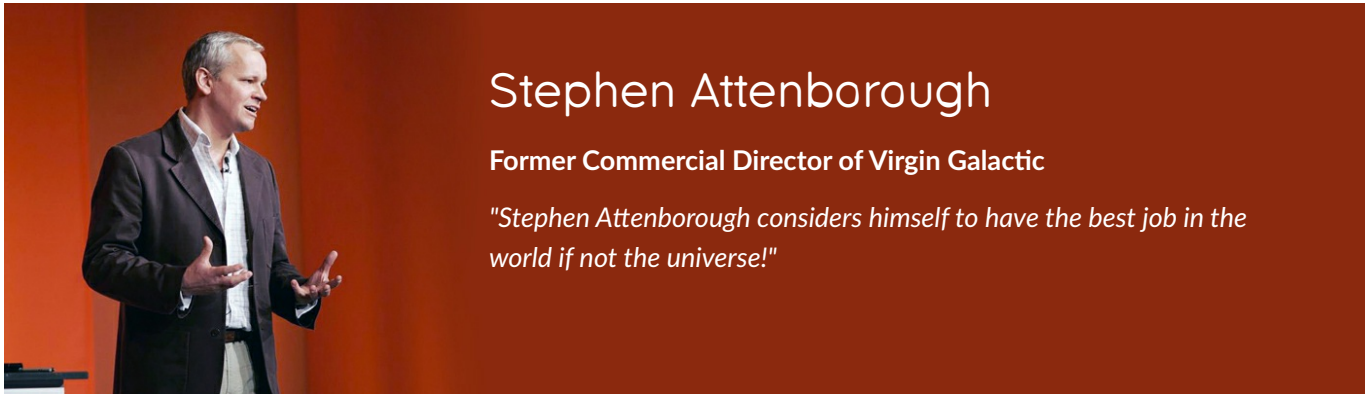 Stephen Attenborough
Former Commercial Director of Virgin Galactic
"Stephen Attenborough considers himself to have the best job in the
world if not the universe!"